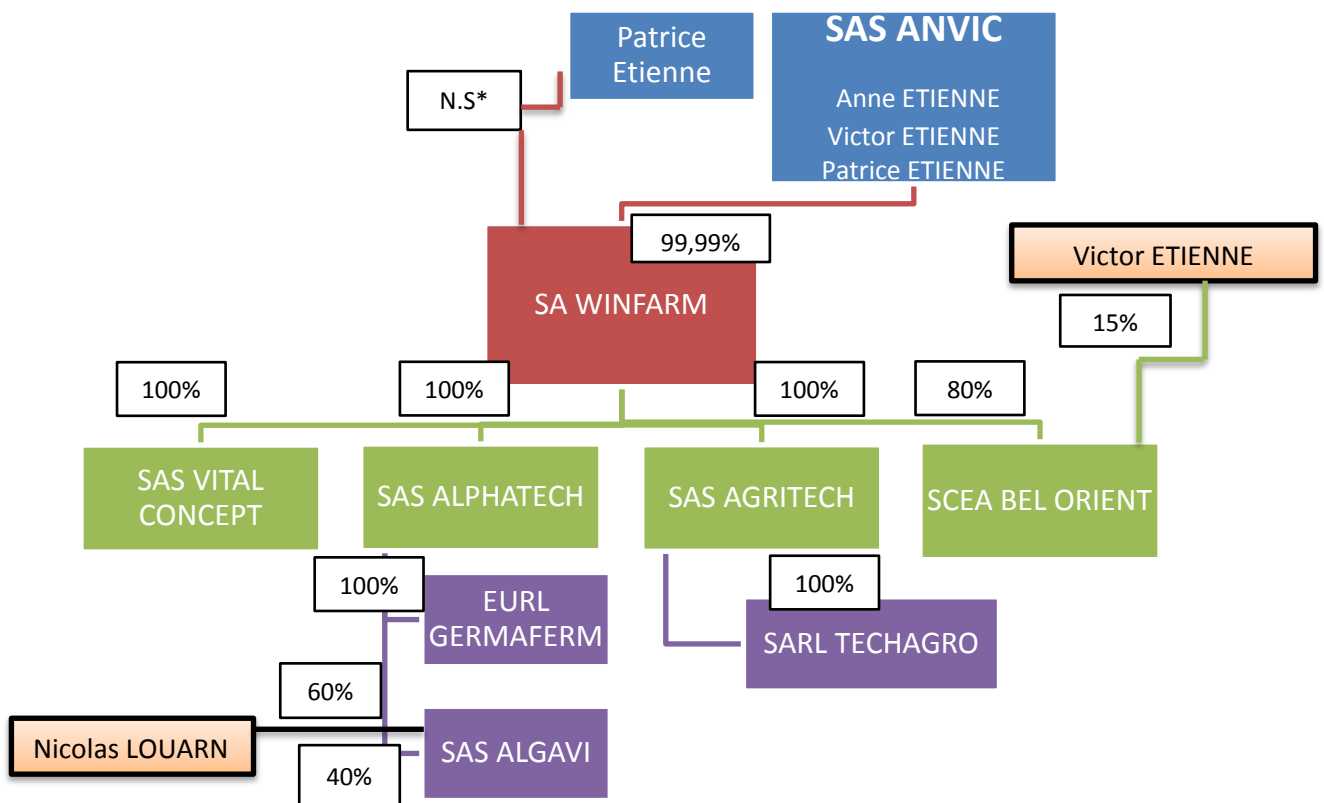 Patrice
Etienne
SAS ANVIC
Anne ETIENNE
Victor ETIENNE
Patrice ETIENNE
N.S*
99,99%
SA WINFARM
Victor ETIENNE
15%
100%
100%
100%
80%
SAS VITAL
CONCEPT
SAS ALPHATECH
SAS AGRITECH
SCEA BEL ORIENT
100%
EURL
GERMAFERM
100%
SARL TECHAGRO
60%
Nicolas LOUARN
SAS ALGAVI
40%